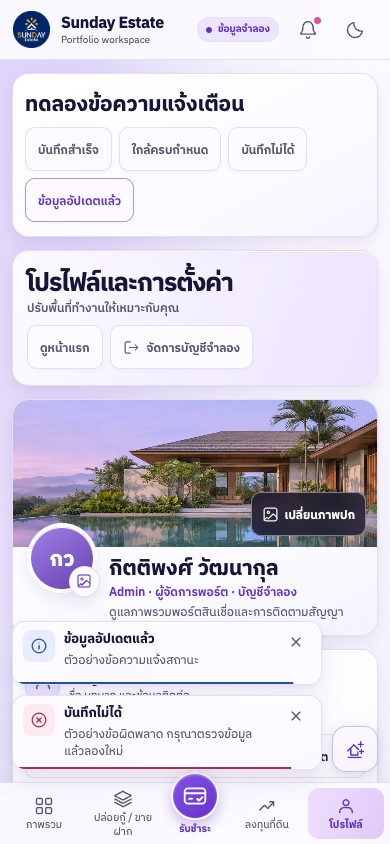 SUNDAY
Estate
Sunday Estate
Portfolio workspace
ข้อมูลจำลอง
ทดลองข้อความแจ้งเตือน
บันทึกสำเร็จ
ใกล้ครบกำหนด
บันทึกไม่ได้
ข้อมูลอัปเดตแล้ว
โปรไฟล์และการตั้งค่า
ปรับพื้นที่ทำงานให้เหมาะกับคุณ
ดูหน้าแรก
จัดการบัญชีจำลอง
เปลี่ยนภาพปก
กว
กิตติพงศ์ วัฒนากุล
Admin · ผู้จัดการพอร์ต · บัญชีจำลอง
ดูแลภาพรวมพอร์ตสินเชื่อและการติดตามสัญญา
ข้อมูลอัปเดตแล้ว
ตัวอย่างข้อความแจ้งสถานะ
บันทึกไม่ได้
ตัวอย่างข้อผิดพลาด กรุณาตรวจข้อมูล
แล้วลองใหม่
ภาพรวม
ปล่อยกู้ / ขาย
ฝาก
รับชำระ
ลงทุนที่ดิน
โปรไฟล์